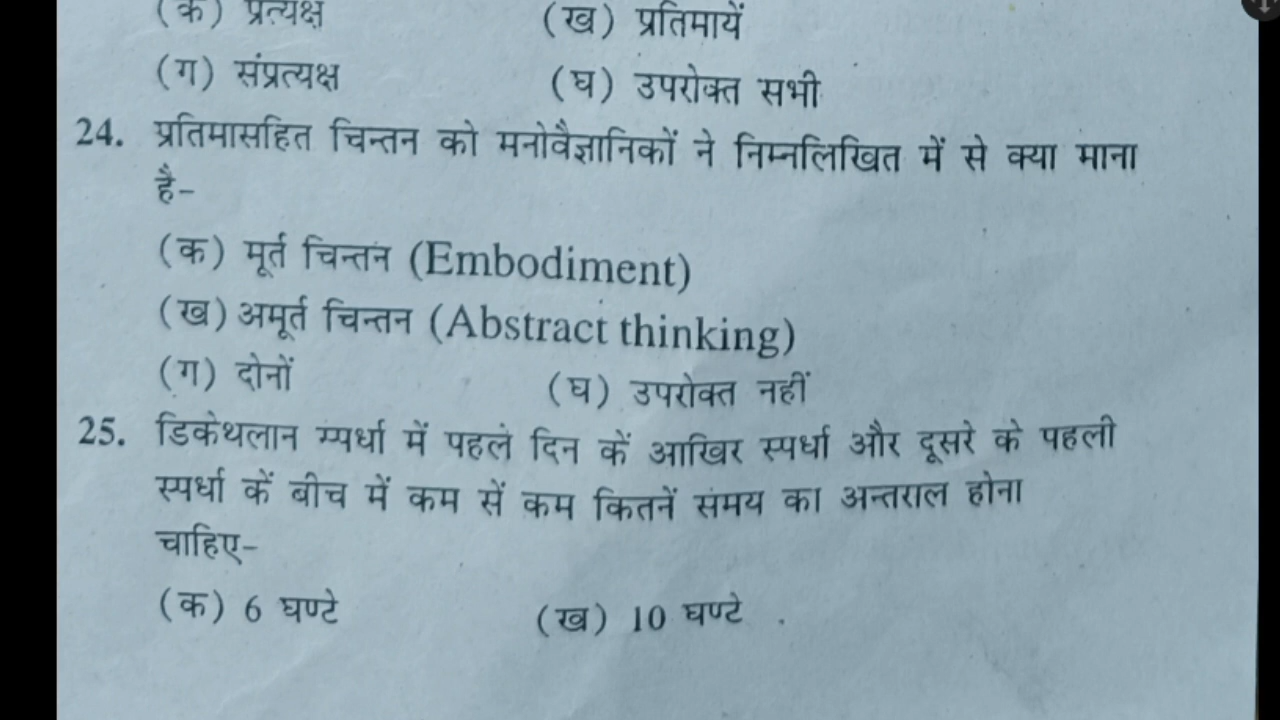 (क) प्रत्यक्ष (ख) प्रतिमायें
(ग) संप्रत्यक्ष (घ) उपरोक्त सभी
24. प्रतिमासहित चिन्तन को मनोवैज्ञानिकों ने निम्नलिखित में से क्या माना
है-
(क) मूर्त चिन्तन (Embodiment)
(ख) अमूर्त चिन्तन (Abstract thinking)
(ग) दोनों (घ) उपरोक्त नहीं
25. डिकेथलान म्पर्धा में पहले दिन कें आखिर स्पर्धा और दूसरे के पहली
स्पर्धा कें बीच में कम सें कम कितनें संमय का अन्तराल होना
चाहिए-
(क) 6 घण्टे (ख) 10 घण्टे